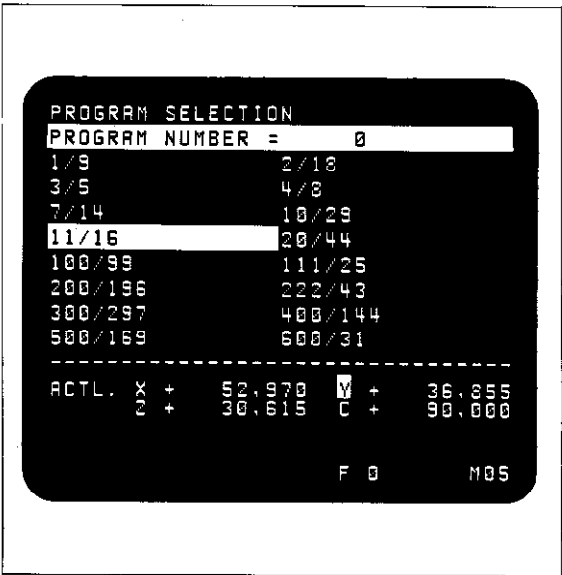 PROGRAM SELECTION
PROGRAM NUMBER = 0
1/9 2/18
3/5 4/8
7/14 10/29
11/16 20/44
100/99 111/25
200/196 222/43
300/297 400/144
500/169 600/31
ACTL. X + 52,970 Y + 36,855
Z + 30,615 C + 90,000
F 0 M05